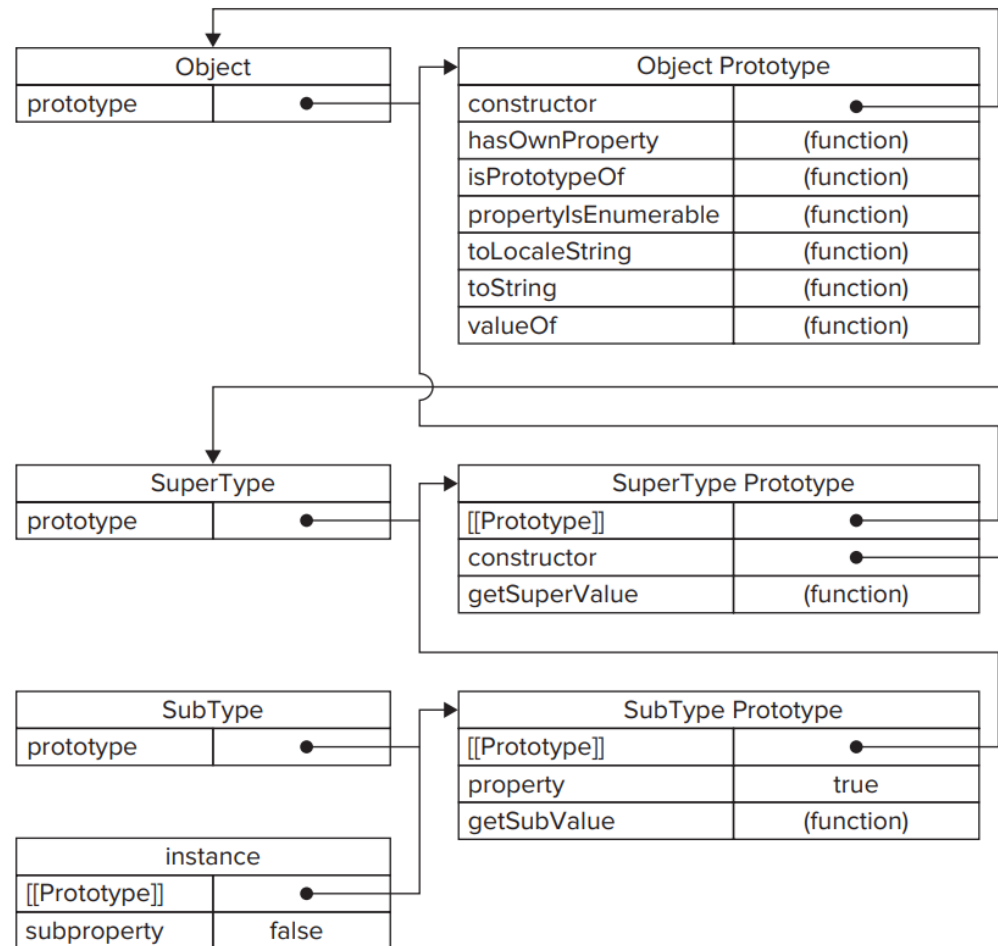 Object
prototype
Object Prototype
constructor
hasOwnProperty (function)
isPrototypeOf (function)
propertyIsEnumerable (function)
toLocaleString (function)
toString (function)
valueOf (function)
SuperType
prototype
SuperType Prototype
[[Prototype]]
constructor
getSuperValue (function)
SubType
prototype
SubType Prototype
[[Prototype]]
property true
getSubValue (function)
instance
[[Prototype]]
subproperty false